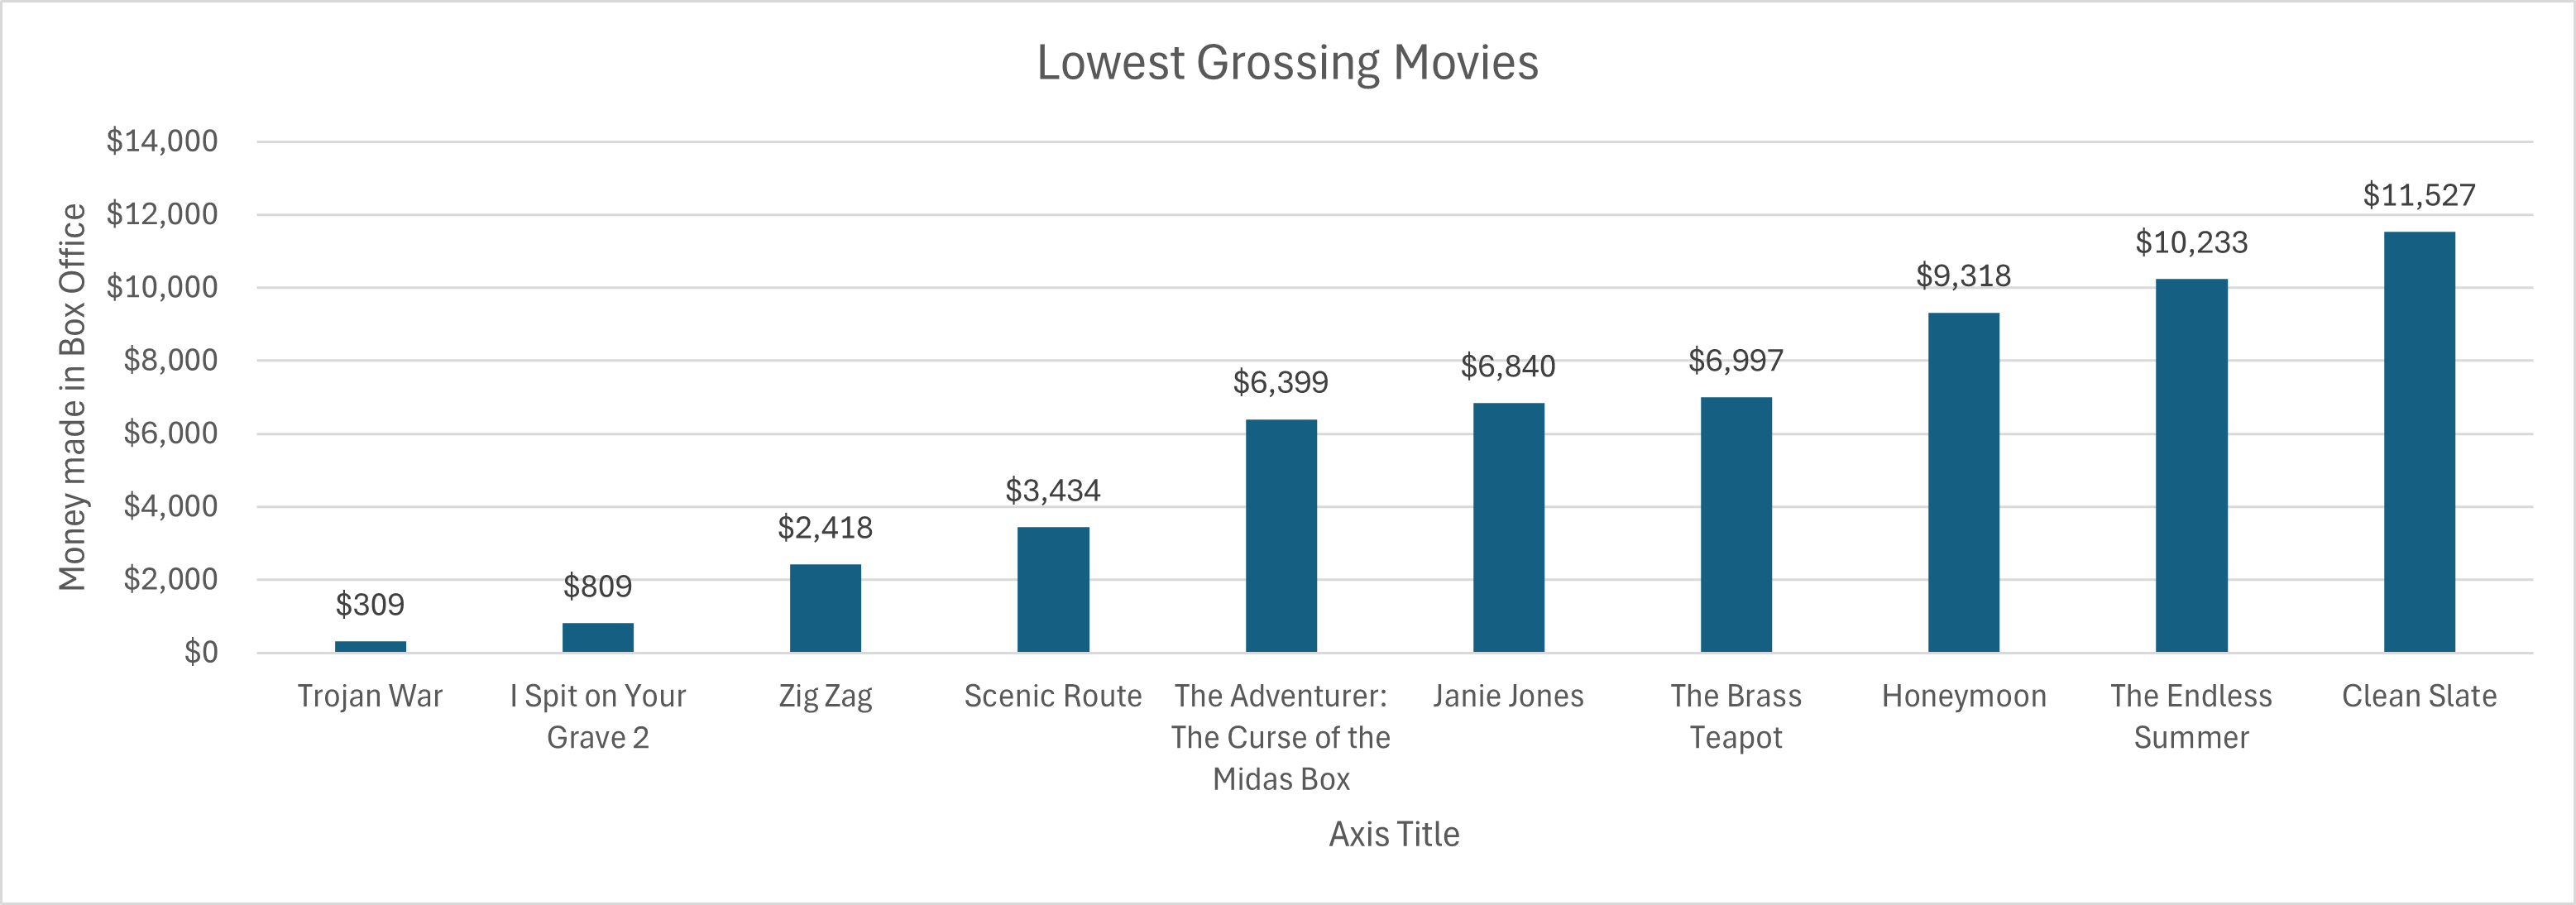 Lowest Grossing Movies
Money made in Box Office
$14,000
$12,000
$10,000
$8,000
$6,000
$4,000
$2,000
$0
$309
$809
$2,418
$3,434
$6,399
$6,840
$6,997
$9,318
$10,233
$11,527
Trojan War
I Spit on Your
Grave 2
Zig Zag
Scenic Route
The Adventurer:
The Curse of the
Midas Box
Janie Jones
The Brass
Teapot
Honeymoon
The Endless
Summer
Clean Slate
Axis Title